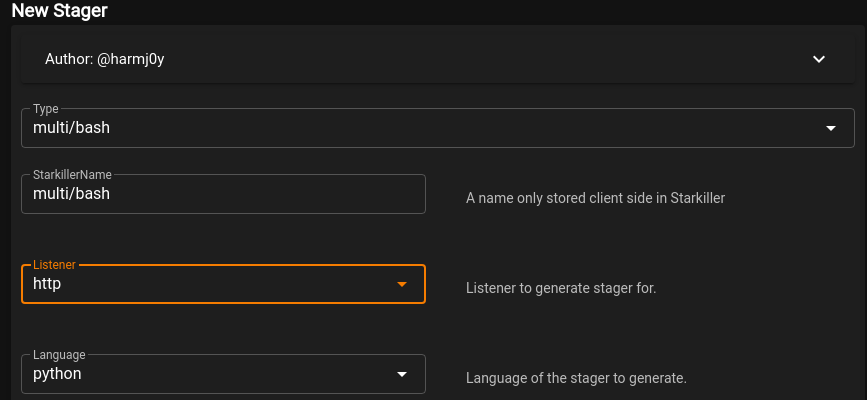 New Stager
Author: @harmj0y
Type
multi/bash
StarkillerName
multi/bash
A name only stored client side in Starkiller
Listener
http
Listener to generate stager for.
Language
python
Language of the stager to generate.